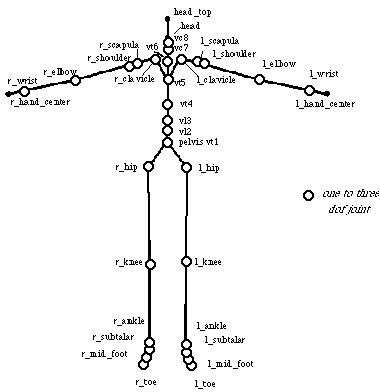 head_top
head
vc8
r_scapula vt6 vc7 l_scapula
r_shoulder l_shoulder
r_elbow l_elbow
r_wrist r_clavicle l_clavicle l_wrist
vt5
r_hand_center l_hand_center
vt4
vl3
vl2
pelvis vt1
r_hip l_hip
one to three
dof joint
r_knee l_knee
r_ankle l_ankle
r_subtalar l_subtalar
r_mid_foot l_mid_foot
r_toe l_toe